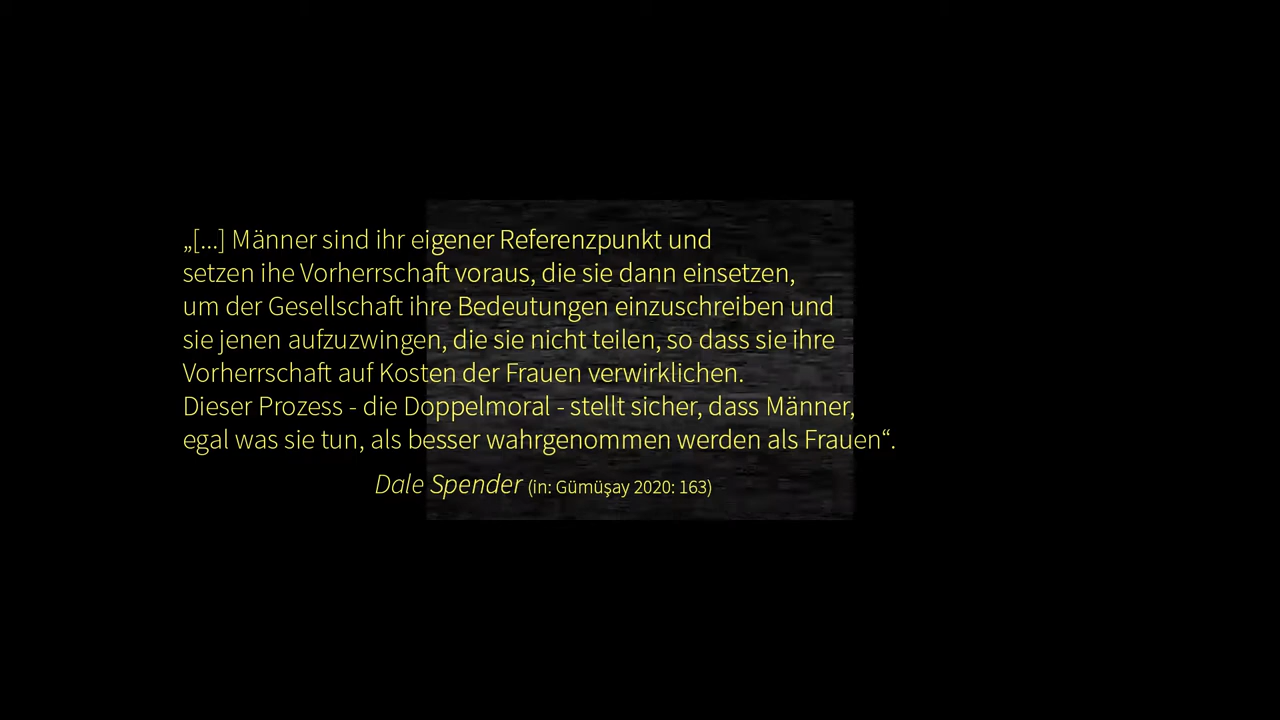 „[...] Männer sind ihr eigener Referenzpunkt und
setzen ihe Vorherrschaft voraus, die sie dann einsetzen,
um der Gesellschaft ihre Bedeutungen einzuschreiben und
sie jenen aufzuzwingen, die sie nicht teilen, so dass sie ihre
Vorherrschaft auf Kosten der Frauen verwirklichen.
Dieser Prozess - die Doppelmoral - stellt sicher, dass Männer,
egal was sie tun, als besser wahrgenommen werden als Frauen“.
Dale Spender (in: Gümüşay 2020: 163)